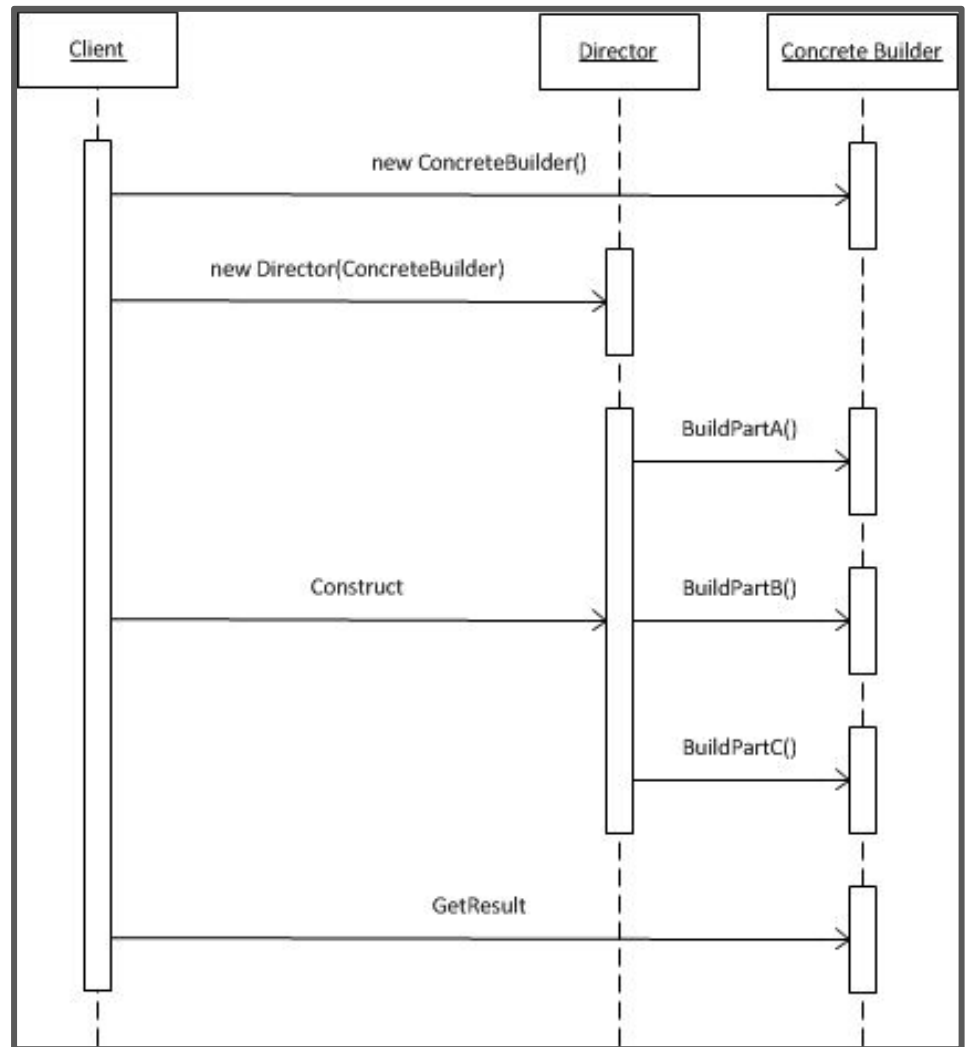 Client
Director
Concrete Builder
new ConcreteBuilder()
new Director(ConcreteBuilder)
BuildPartA()
Construct
BuildPartB()
BuildPartC()
GetResult